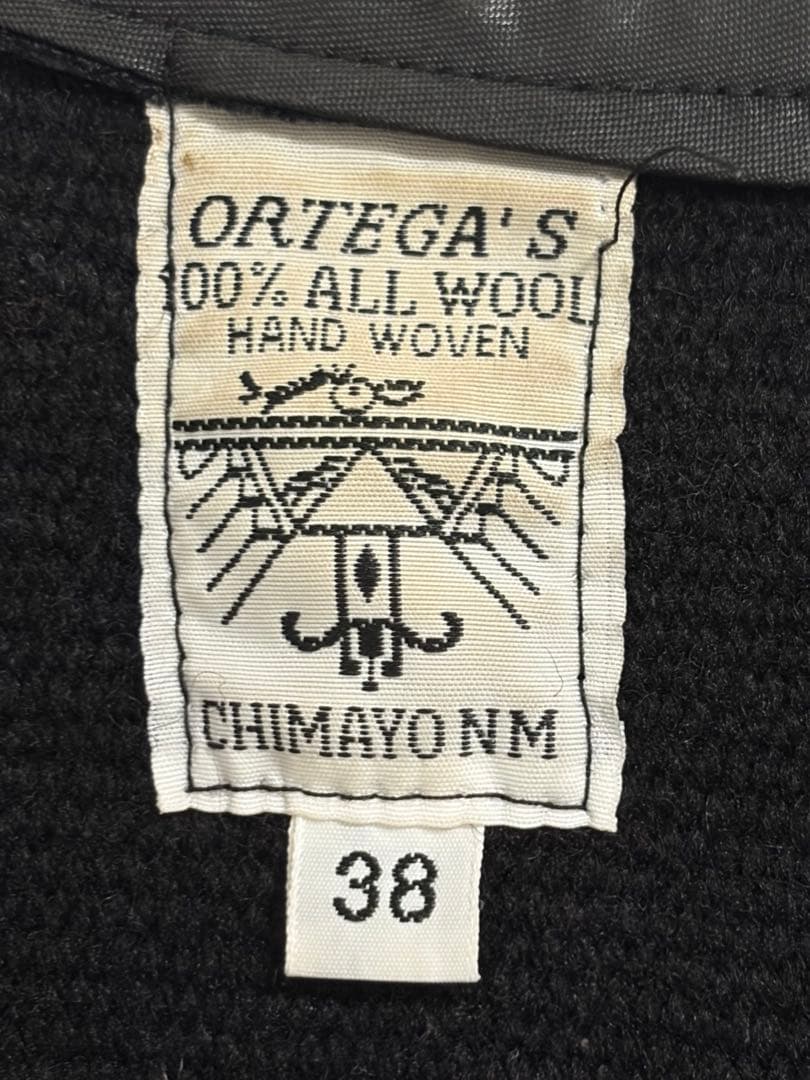 ORTEGA'S
100% ALL WOOL
HAND WOVEN
CHIMAYO NM
38